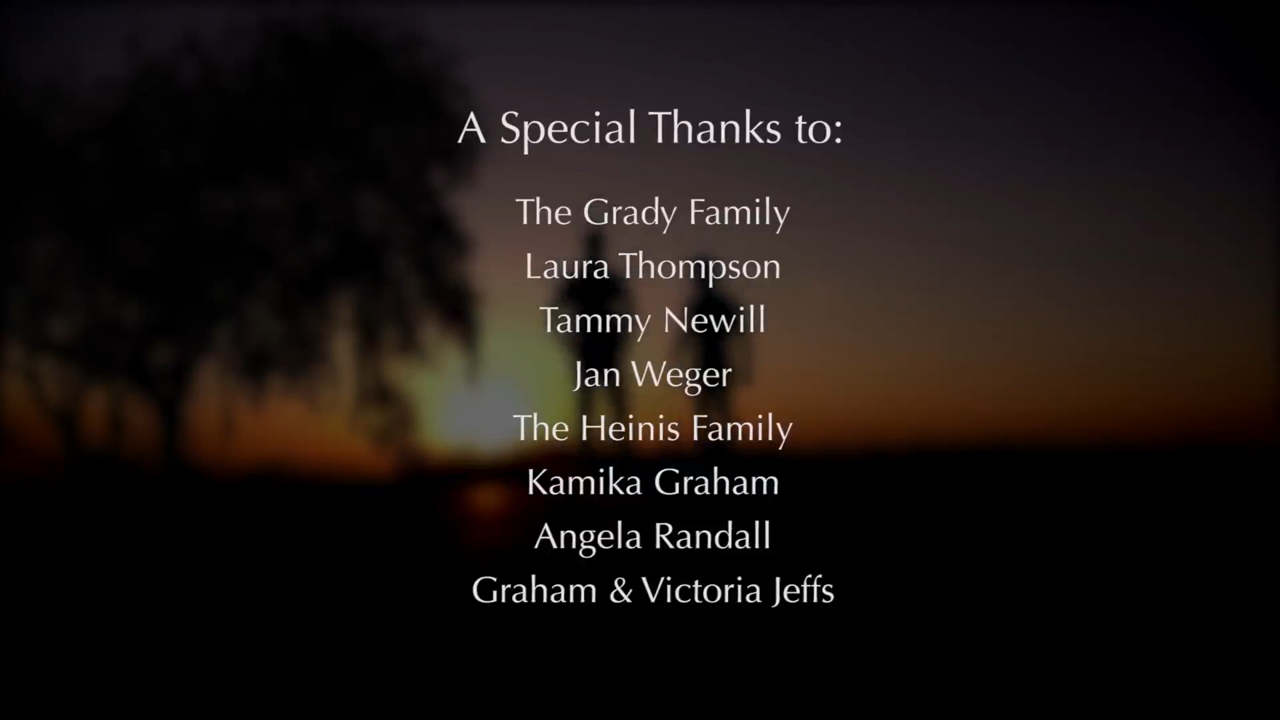 A Special Thanks to:
The Grady Family
Laura Thompson
Tammy Newill
Jan Weger
The Heinis Family
Kamika Graham
Angela Randall
Graham & Victoria Jeffs